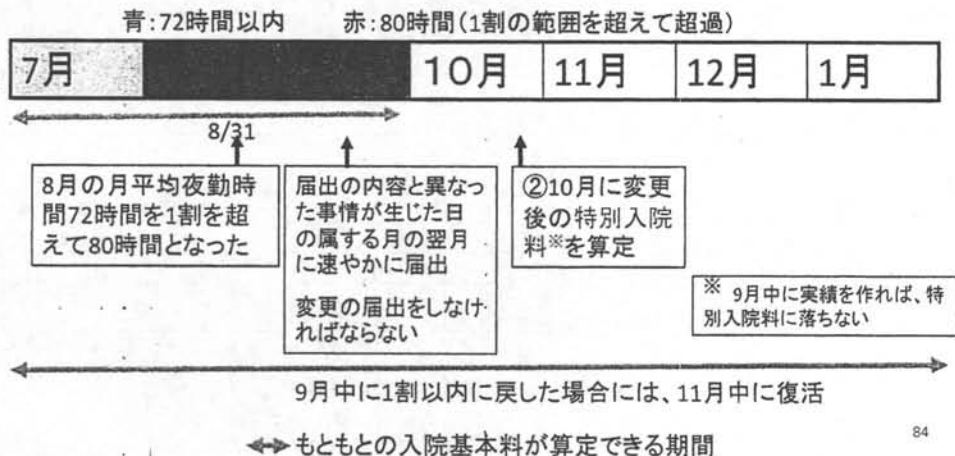 青:72時間以内 赤:80時間(1割の範囲を超えて超過)
7月
10月
11月
12月
1月
8/31
8月の月平均夜勤時
間72時間を1割を超
えて80時間となった
届出の内容と異なっ
た事情が生じた日
の属する月の翌月
に速やかに届出
変更の届出をしなけ
ればならない
②10月に変更
後の特別入院
料※を算定
※ 9月中に実績を作れば、特
別入院料に落ちない
9月中に1割以内に戻した場合には、11月中に復活
もともとの入院基本料が算定できる期間
84